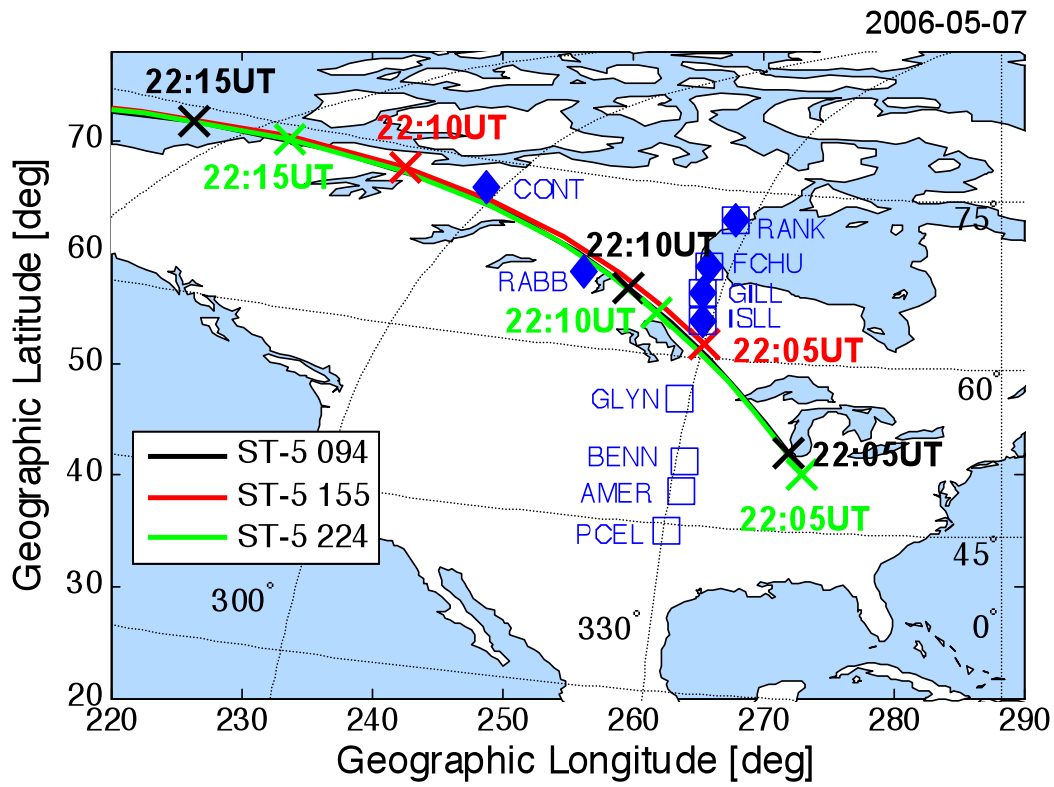 2006-05-07
22:15UT
22:10UT
70
22:15UT
CONT
75°
RANK
60
22:10UT
FCHU
RABB
GILL
22:10UT
ISLL
50
22:05UT
60°
GLYN
ST-5 094
BENN
22:05UT
40
ST-5 155
AMER
22:05UT
ST-5 224
PCEL
45°
30
300°
330°
0°
20
220
230
240
250
260
270
280
290
Geographic Longitude [deg]
Geographic Latitude [deg]